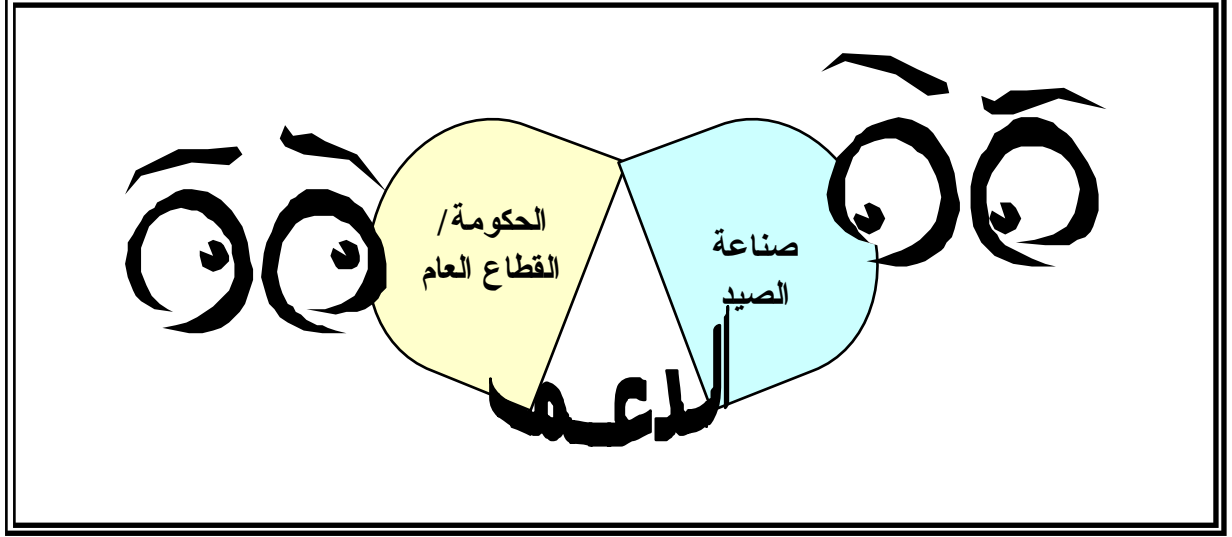 صناعة
الصيد
الحكومة/
القطاع العام
الدعم